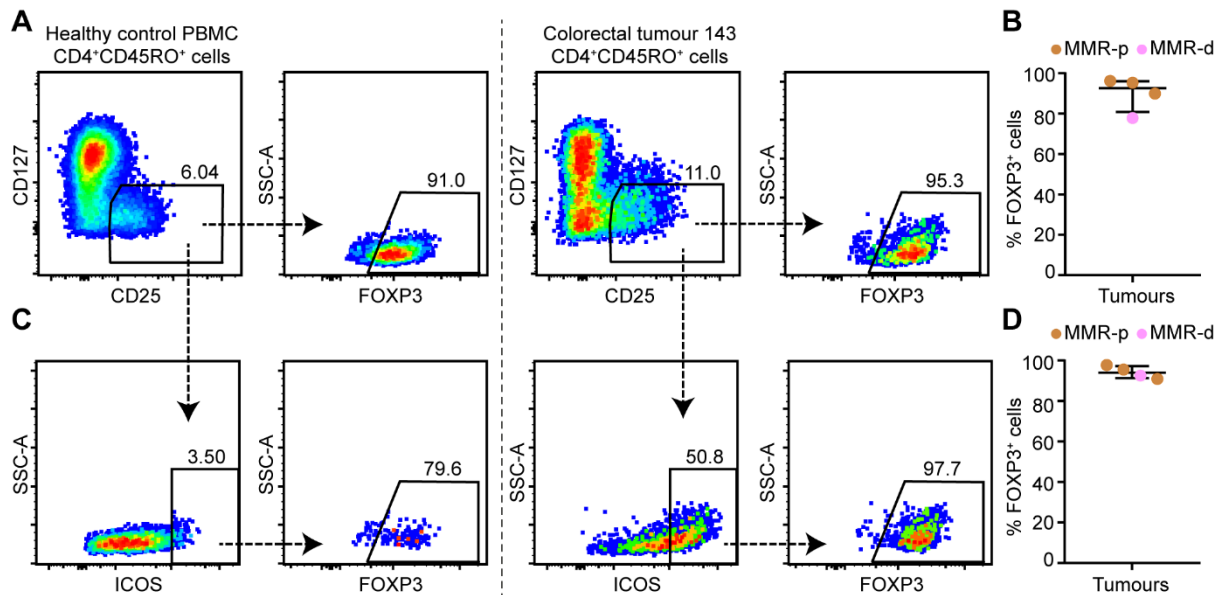 A
Healthy control PBMC
CD4⁺CD45RO⁺ cells
CD127
6.04
CD25
SSC-A
91.0
FOXP3
Colorectal tumour 143
CD4⁺CD45RO⁺ cells
CD127
11.0
CD25
SSC-A
95.3
FOXP3
B
MMR-p MMR-d
% FOXP3⁺ cells
100
80
60
40
20
0
Tumours
C
SSC-A
3.50
ICOS
SSC-A
79.6
FOXP3
SSC-A
50.8
ICOS
SSC-A
97.7
FOXP3
D
MMR-p MMR-d
% FOXP3⁺ cells
100
80
60
40
20
0
Tumours